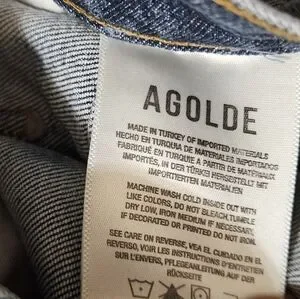 AGOLDE
MADE IN TURKEY OF IMPORTED MATERIALS
HECHO EN TURQUIA DE MATERIALES IMPORTADOS
FABRIQUÉ EN TURQUIE A PARTIR DE MATÉRIAUX
IMPORTÉS, IN DER TÜRKEI HERGESTELLT MIT
IMPORTIERTEN MATERIALIEN
MACHINE WASH COLD INSIDE OUT WITH
LIKE COLORS, DO NOT BLEACH, TUMBLE
DRY LOW, IRON MEDIUM IF NECESSARY.
IF DECORATED OR PRINTED DO NOT IRON
SEE CARE ON REVERSE, VEA EL CUIDADO EN EL
REVERSO, VOIR LES INSTRUCTIONS D'ENTRETIEN
SUR L'ENVERS, PFLEGEHINWEISE AUF DER
RÜCKSEITE